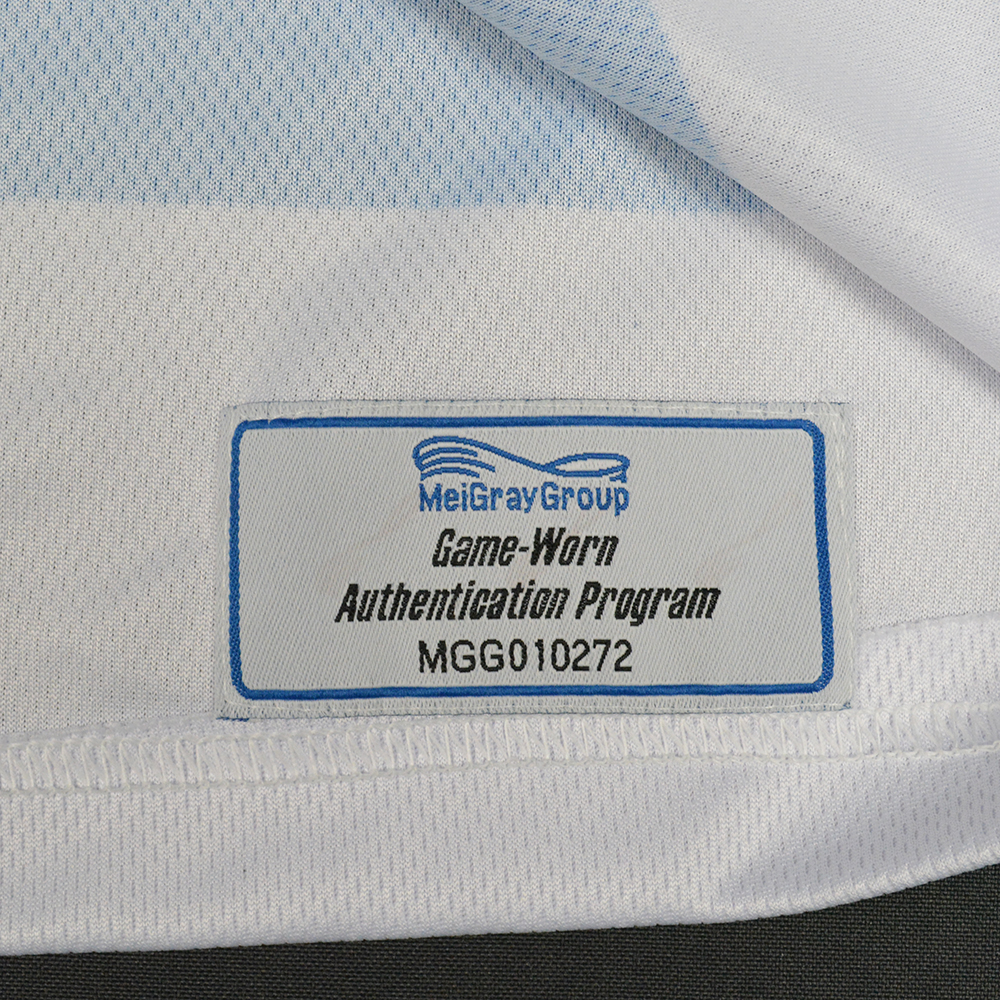 MeiGrayGroup
Game-Worn
Authentication Program
MGG010272